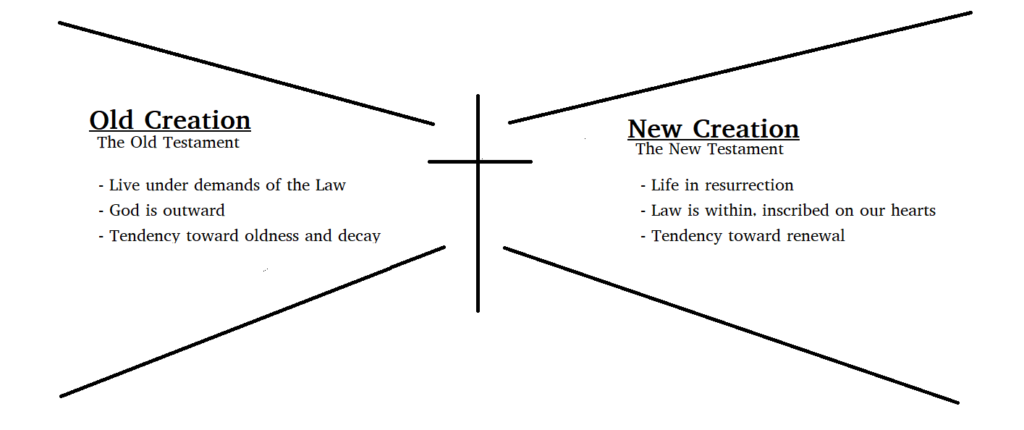 Old Creation
The Old Testament
- Live under demands of the Law
- God is outward
- Tendency toward oldness and decay
New Creation
The New Testament
- Life in resurrection
- Law is within, inscribed on our hearts
- Tendency toward renewal